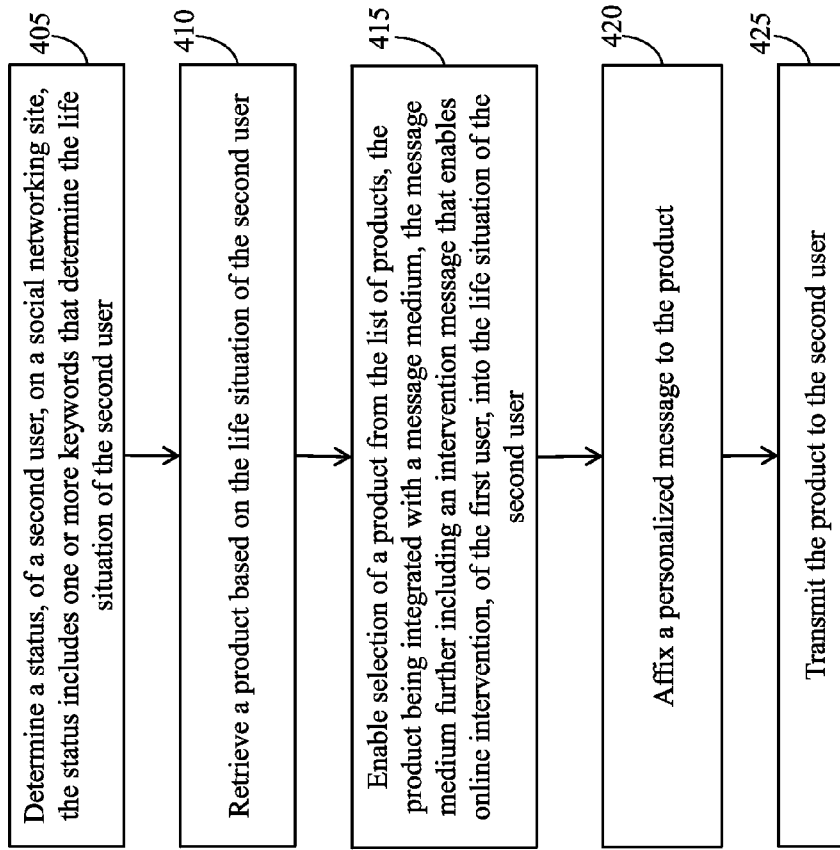 405
Determine a status, of a second user, on a social networking site,
the status includes one or more keywords that determine the life
situation of the second user
410
Retrieve a product based on the life situation of the second user
415
Enable selection of a product from the list of products, the
product being integrated with a message medium, the message
medium further including an intervention message that enables
online intervention, of the first user, into the life situation of the
second user
420
Affix a personalized message to the product
425
Transmit the product to the second user